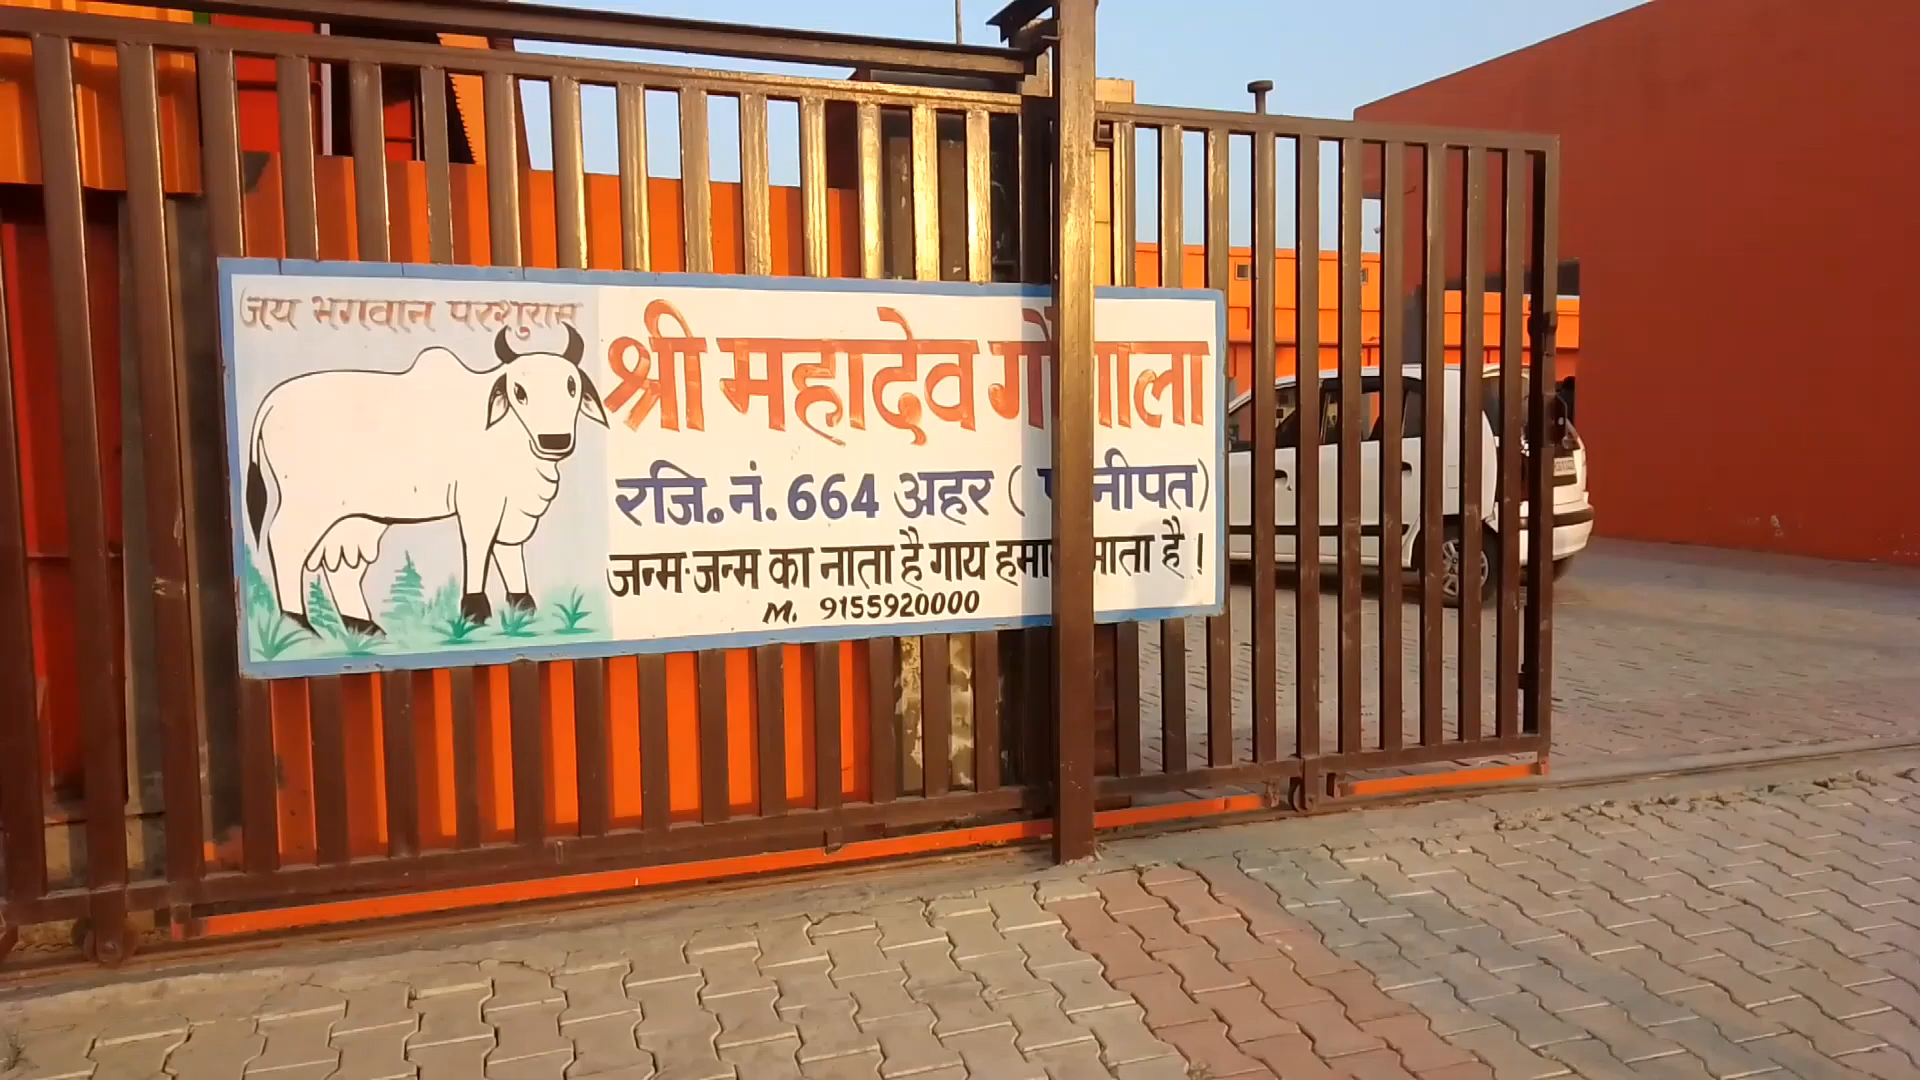 जय भगवान परशुराम
श्री महादेव गौशाला
रजि. नं. 664 अहर ( पानीपत)
जन्म-जन्म का नाता है गाय हमारी माता है !
M. 9155920000